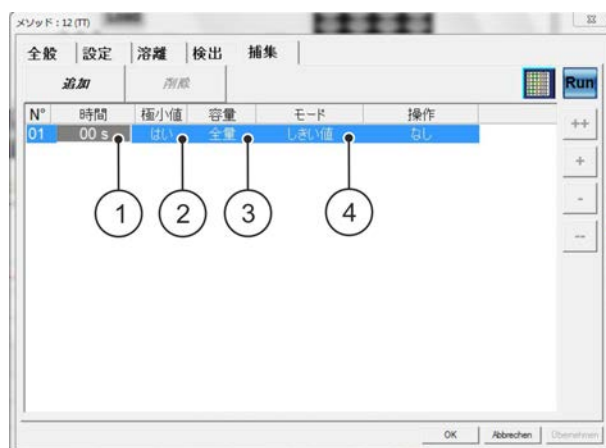 メソッド : 12 (TT)
全般 設定 溶離 検出 捕集
追加 削除 Run
N° 時間 極小値 容量 モード 操作
01 00 s はい 全量 しきい値 なし
++
+
-
--
1 2 3 4
OK Abbrechen Übernehmen